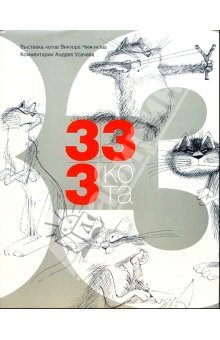 Выставка котов Виктора Чижикова
Комментарии Андрея Усачева
33
3 кота